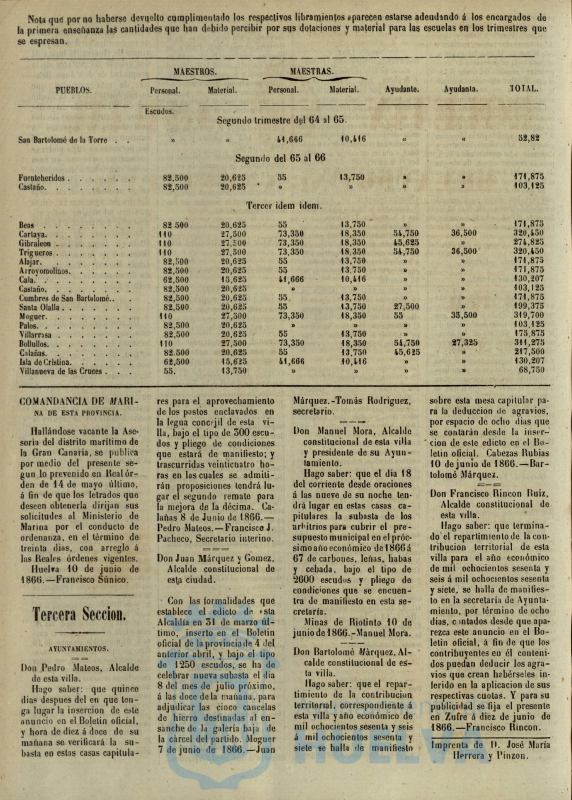 Nota que por no haberse devuelto cumplimentado los respectivos libramientos aparecen estarse adeudando á los encargados de
la primera enseñanza las cantidades que han debido percibir por sus dotaciones y material para las escuelas en los trimestres que
se espresan.
MAESTROS. MAESTRAS.
PUEBLOS. Personal. Material. Personal. Material. Ayudante. Ayudanta. TOTAL.
Escudos.
Segundo trimestre del 64 al 65.
San Bartolomé de la Torre . . » » 41,666 10,416 » » 52,82
Segundo del 65 al 66
Fuenteheridos . . . . . . 82,500 20,625 55 13,750 » » 171,875
Castaño. . . . . . . 82,500 20,625 » » » » 103,125
Tercer idem idem.
Beas . . . . . . . 82 500 20,625 55 13,750 » » 171,875
Cartaya. . . . . . . 110 27,500 73,350 18,350 54,750 36,500 320,450
Gibraleon . . . . . . 110 27,500 73,350 18,350 45,625 » 274,825
Trigueros . . . . . . 110 27,500 73,350 18,350 54,750 36,500 320,450
Alajar. . . . . . . 82,500 20,625 55 13,750 » » 171,875
Arroyomolinos. . . . . . 82,500 20,625 55 13,750 » » 171,875
Cala. . . . . . . 62,500 15,625 41,666 10,416 » » 130,207
Castaño. . . . . . . 82,500 20,625 » » » » 103,125
Cumbres de San Bartolomé. . . 82,500 20,625 55 13,750 » » 171,875
Santa Olalla . . . . . . 82,500 20,625 55 13,750 27,500 » 199,375
Moguer. . . . . . . 110 27,500 73,350 18,350 55 35,500 319,700
Palos. . . . . . . 82,500 20,625 » » » » 103,125
Villarrasa . . . . . . 82,500 20,625 55 13,750 » » 175,875
Bollullos. . . . . . . 110 27,500 73,350 18,350 54,750 27,325 311,275
Calañas. . . . . . . 82.500 20,625 55 13,750 45,625 » 217,500
Isla de Cristina. . . . . . 62,500 15,625 41,666 10,416 » » 130,207
Villanueva de las Cruces . . . 55. 13,750 » » » » 68,750
COMANDANCIA DE MARI-
NA DE ESTA PROVINCIA.
Hallándose vacante la Ase-
soria del distrito marítimo de
la Gran Canaria, se publica
por medio del presente se-
gun lo prevenido en Real ór-
den de 14 de mayo último,
á fin de que los letrados que
deseen obtenerla dirijan sus
solicitudes al Ministerio de
Marina por el conducto de
ordenanza, en el término de
treinta dias, con arreglo á
las Reales órdenes vigentes.
Huelva 10 de junio de
1866.—Francisco Súnico.
Tercera Seccion.
AYUNTAMIENTOS.
Don Pedro Mateos, Alcalde
de esta villa.
Hago saber: que quince
dias despues del en que ten-
ga lugar la insercion de este
anuncio en el Boletin oficial,
y hora de diez á doce de su
mañana se verificará la su-
basta en estas casas capitula-
res para el aprovechamiento
de los pastos enclavados en
la legua concejil de esta vi-
lla, bajo el tipo de 300 escu-
dos y pliego de condiciones
que estará de manifiesto; y
trascurridas veinticuatro ho-
ras en las cuales se admiti-
rán proposiciones tendrá lu-
gar el segundo remate para
la mejora de la décima. Ca-
lañas 8 de Junio de 1866.—
Pedro Mateos.—Francisco J.
Pacheco, Secretario interino.
Don Juan Márquez y Gomez,
Alcalde constitucional de
esta ciudad.
Con las formalidades que
establece el edicto de esta
Alcaldía en 31 de marzo úl-
timo, inserto en el Boletin
oficial de la provincia de 4 del
anterior abril, y bajo el tipo
de 1250 escudos, se ha de
celebrar nueva subasta el dia
8 del mes de julio próximo,
á las doce de la mañana, para
adjudicar las cinco cancelas
de hierro destinadas al en-
sanche de la galería baja de
la cárcel del partido. Moguer
7 de junio de 1866.—Juan
Márquez.-Tomás Rodriguez,
secretario.
Don Manuel Mora, Alcalde
constitucional de esta villa
y presidente de su Ayun-
tamiento.
Hago saber: que el dia 18
del corriente desde oraciones
á las nueve de su noche ten-
drá lugar en estas casas ca-
pitulares la subasta de los
arbitrios para cubrir el pre-
supuesto municipal en el próc-
simo año económico de 1866 á
67 de carbones, leñas, habas
y cebada, bajo el tipo de
2600 escudos y pliego de
condiciones que se encuen-
tra de manifiesto en esta se-
cretaría.
Minas de Riotinto 10 de
junio de 1866.-Manuel Mora.
Don Bartolomé Márquez, Al-
calde constitucional de es-
ta villa.
Hago saber: que el repar-
timiento de la contribucion
territorial, correspondiente á
esta villa y año económico de
mil ochocientos sesenta y seis
á mil ochocientos sesenta y
siete se halla de manifiesto
sobre esta mesa capitular pa-
ra la deduccion de agravios,
por espacio de ocho dias que
se contarán desde la inser-
cion de este edicto en el Bo-
letin oficial. Cabezas Rubias
10 de junio de 1866.—Bar-
tolomé Márquez.
Don Francisco Rincon Ruiz,
Alcalde constitucional de
esta villa.
Hago saber: que termina-
do el repartimiento de la con-
tribucion territorial de esta
villa para el año económico
de mil ochocientos sesenta y
seis á mil ochocientos sesenta
y siete, se halla de manifies-
to en la secretaría de Ayunta-
miento, por término de ocho
dias, contados desde que apa-
rezca este anuncio en el Bo-
letin oficial, á fin de que los
contribuyentes en él conteni-
dos puedan deducir los agra-
vios que crean habérseles in-
ferido en la aplicacion de sus
respectivas cuotas. Y para su
publicidad se fija el presente
en Zufre á diez de junio de
1866.—Francisco Rincon.
Imprenta de D. José María
Herrera y Pinzon.